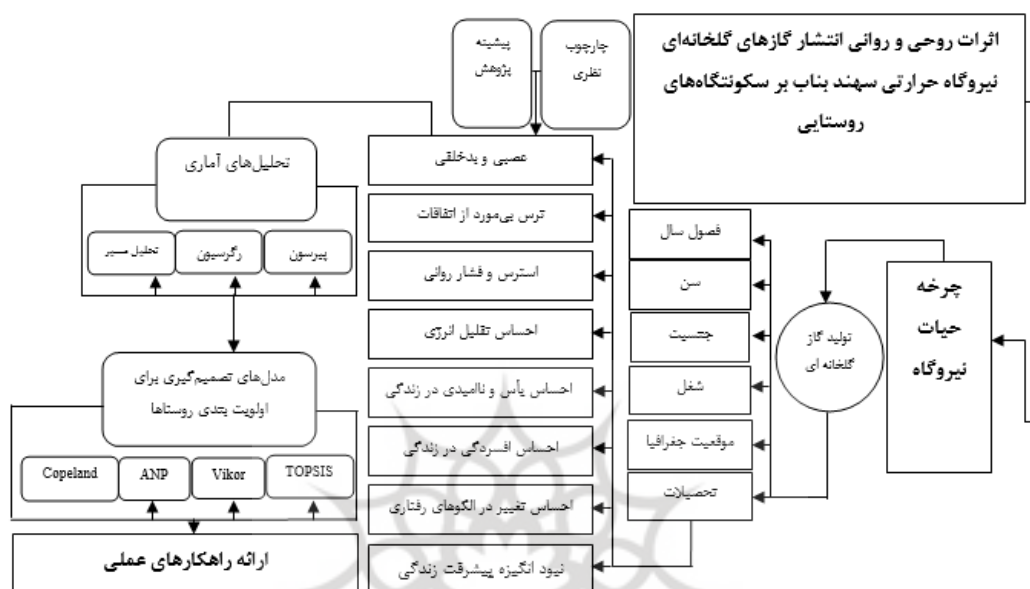 اثرات روحی و روانی انتشار گازهای گلخانه‌ای
نیروگاه حرارتی سهند بناب بر سکونتگاه‌های
روستایی
چارچوب
نظری
پیشیته
پژوهش
چرخه
حیات
نیروگاه
تولید گاز
گلخانه ای
فصول سال
سن
جنسیت
شغل
موقعیت جغرافیا
تحصیلات
عصبی و بدخلقی
ترس بی‌مورد از اتفاقات
استرس و فشار روانی
احساس تقلیل انرژی
احساس یأس و ناامیدی در زندگی
احساس افسردگی در زندگی
احساس تغییر در الگوهای رفتاری
نبود انگیزه پیشرفت زندگی
تحلیل‌های آماری
پیرسون
رگرسیون
تحلیل مسیر
مدل‌های تصمیم‌گیری برای
اولویت بندی روستاها
TOPSIS
Vikor
ANP
Copeland
ارائه راهکارهای عملی